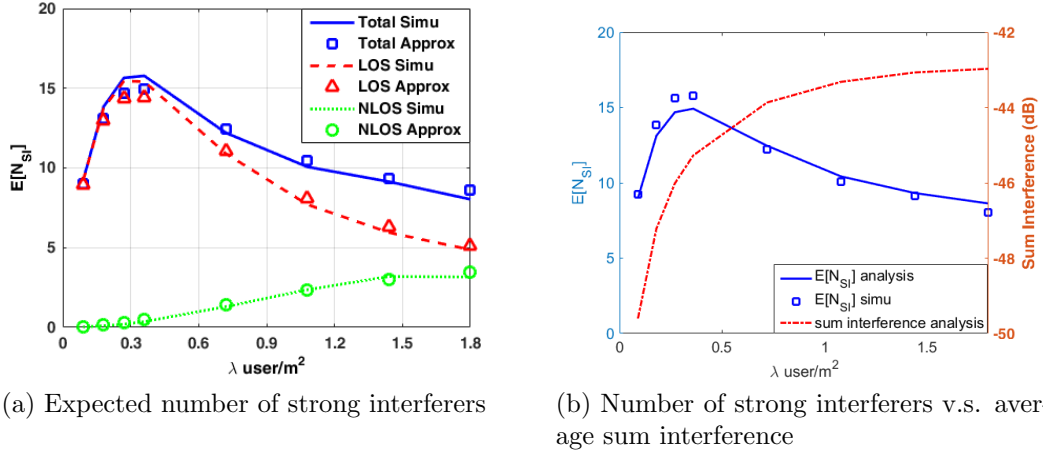 20
15
10
5
0
E[N_SI]
Total Simu
Total Approx
LOS Simu
LOS Approx
NLOS Simu
NLOS Approx
0 0.3 0.6 0.9 1.2 1.5 1.8
λ user/m²
(a) Expected number of strong interferers
20
15
10
5
0
E[N_SI]
-42
-44
-46
-48
-50
Sum Interference (dB)
E[N_SI] analysis
E[N_SI] simu
sum interference analysis
0 0.5 1 1.5
λ user/m²
(b) Number of strong interferers v.s. aver-
age sum interference